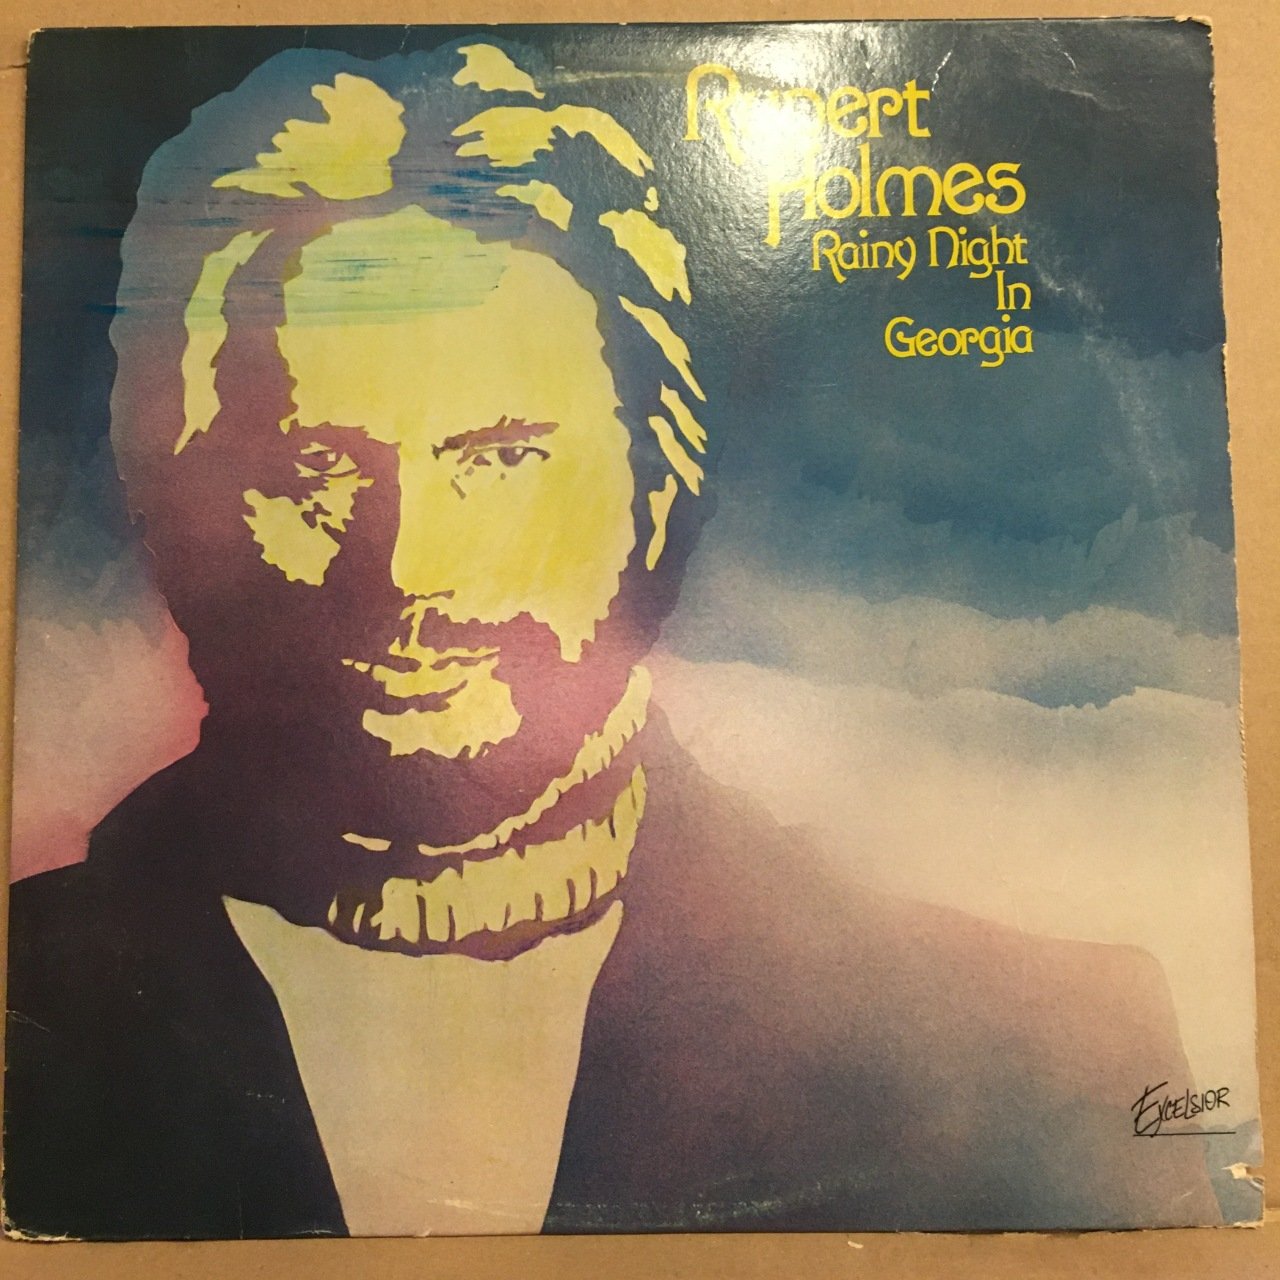 Rupert
Holmes
Rainy Night
In
Georgia
Excelsior